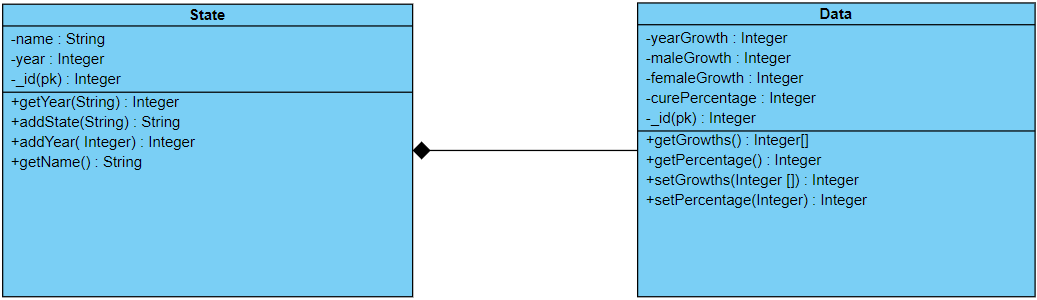 State
-name : String
-year : Integer
-_id(pk) : Integer
+getYear(String) : Integer
+addState(String) : String
+addYear( Integer) : Integer
+getName() : String
Data
-yearGrowth : Integer
-maleGrowth : Integer
-femaleGrowth : Integer
-curePercentage : Integer
-_id(pk) : Integer
+getGrowths() : Integer[]
+getPercentage() : Integer
+setGrowths(Integer []) : Integer
+setPercentage(Integer) : Integer